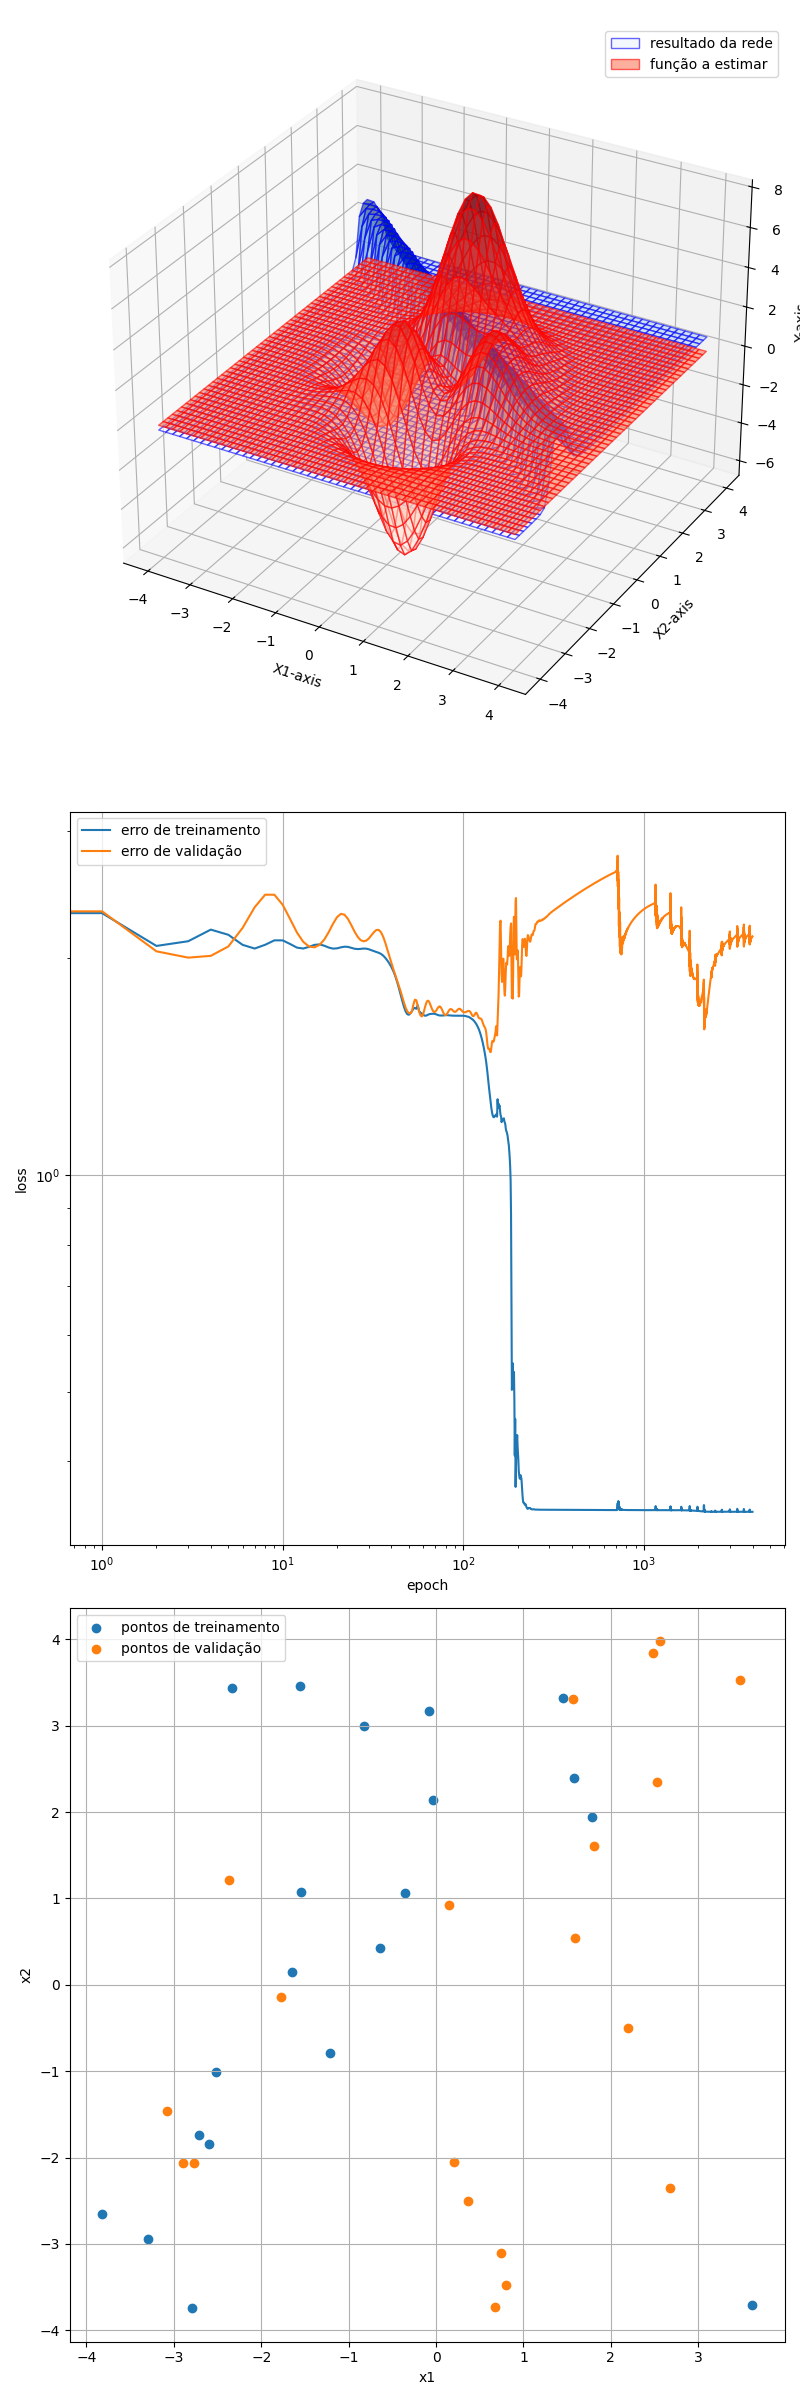 resultado da rede
função a estimar
8
6
4
2
0
−2
−4
−6
4
3
2
1
0
−1
−2
−3
−4
−4
−3
−2
−1
0
1
2
3
4
X2-axis
X1-axis
erro de treinamento
erro de validação
loss
10⁰
10⁰ 10¹ 10² 10³
epoch
pontos de treinamento
pontos de validação
4
3
2
1
0
−1
−2
−3
−4
x2
−4 −3 −2 −1 0 1 2 3
x1